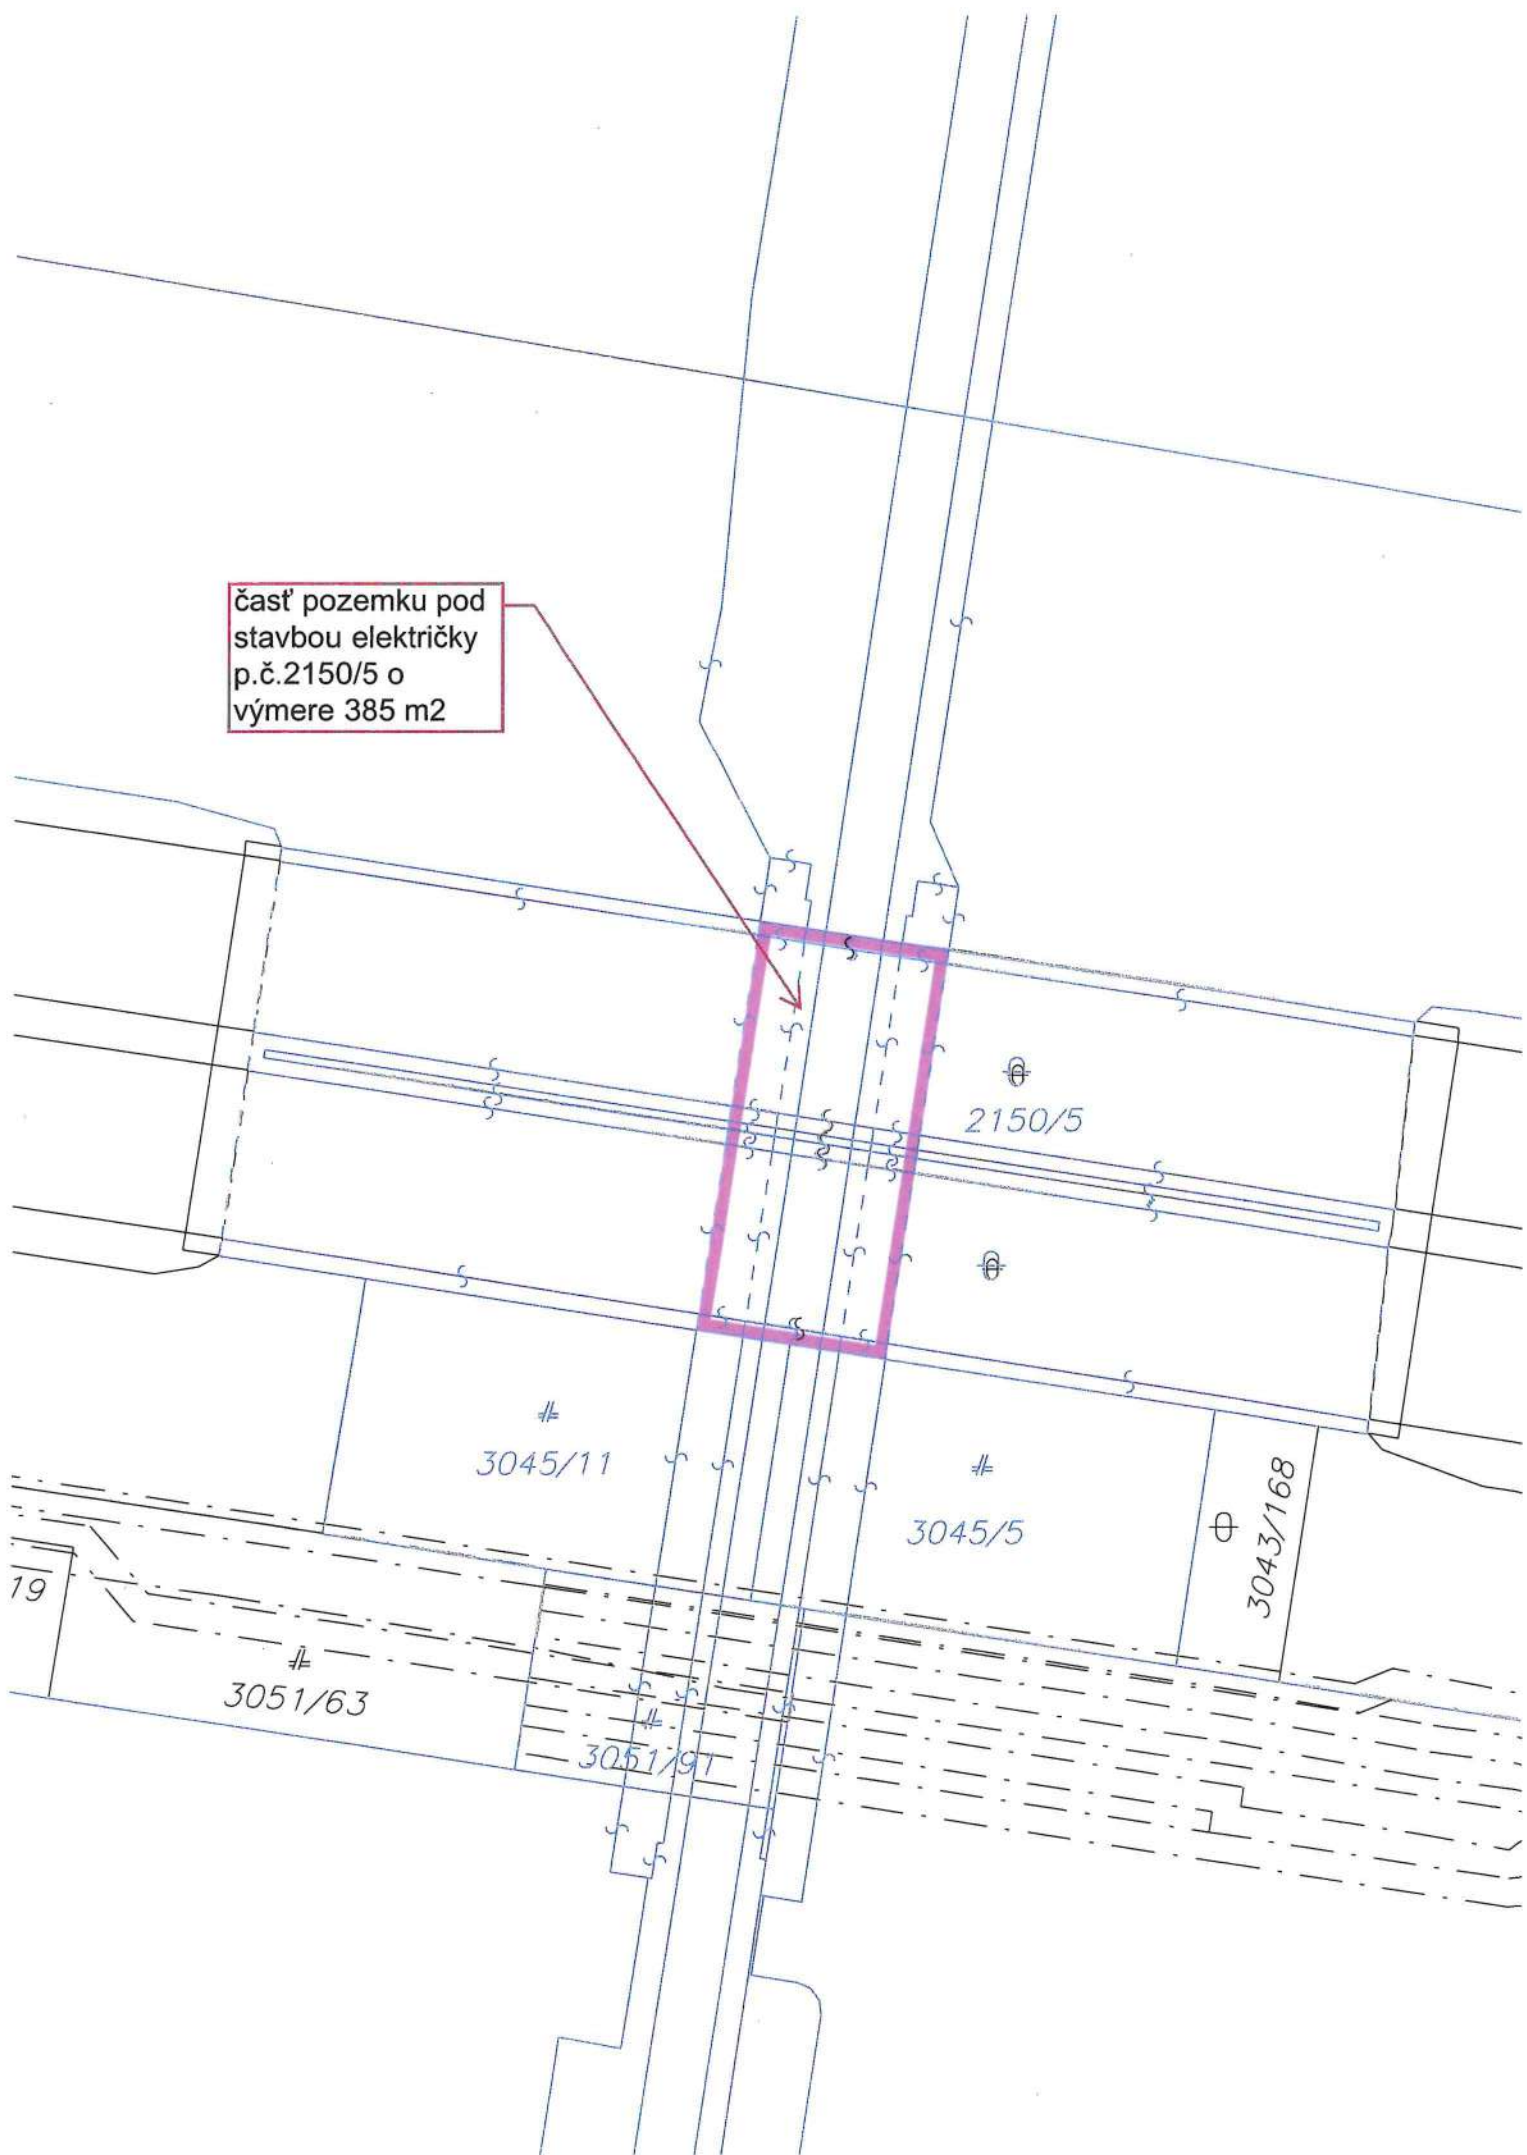 časť pozemku pod
stavbou električky
p.č.2150/5 o
výmere 385 m2
2150/5
3045/11
3045/5
3043/168
19
3051/63
3051/91